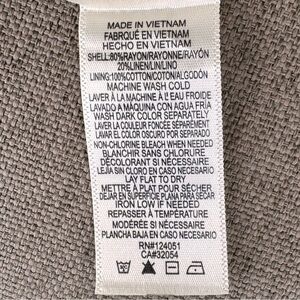 MADE IN VIETNAM
FABRIQUÉ EN VIETNAM
HECHO EN VIETNAM
SHELL:80%RAYON/RAYONNE/RAYÓN
20%LINEN/LIN/LINO
LINING:100%COTTON/COTON/ALGODÓN
MACHINE WASH COLD
LAVER À LA MACHINE À L'EAU FROIDE
LAVADO A MÁQUINA CON AGUA FRÍA
WASH DARK COLOR SEPARATELY
LAVER LA COULEUR FONCÉE SÉPARÉMENT
LAVAR EL COLOR OSCURO POR SEPARADO
NON-CHLORINE BLEACH WHEN NEEDED
BLANCHIR SANS CHLORURE
DÉCOLORANT SI NÉCESSAIRE
LEJIA SIN CLORO EN CASO NECESARIO
LAY FLAT TO DRY
METTRE À PLAT POUR SÉCHER
DEJAR EN SUPERFICIE PLANA PARA SECAR
IRON LOW IF NEEDED
REPASSER À TEMPÉRATURE
MODÉRÉE SI NÉCESSAIRE
PLANCHA BAJA EN CASO NECESARIO
RN#124051
CA#32054